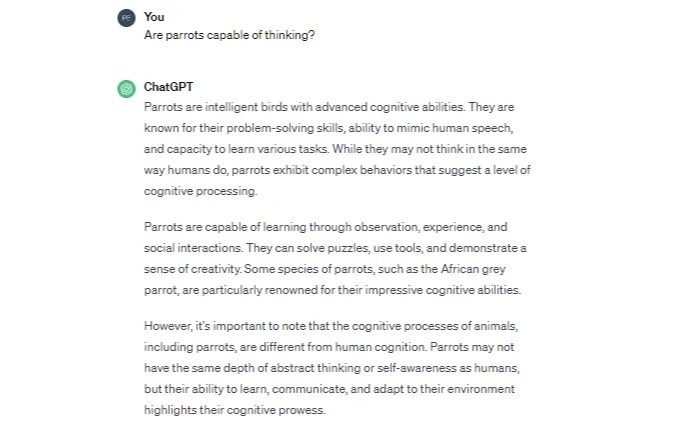 PE You
Are parrots capable of thinking?
ChatGPT
Parrots are intelligent birds with advanced cognitive abilities. They are
known for their problem-solving skills, ability to mimic human speech,
and capacity to learn various tasks. While they may not think in the same
way humans do, parrots exhibit complex behaviors that suggest a level of
cognitive processing.
Parrots are capable of learning through observation, experience, and
social interactions. They can solve puzzles, use tools, and demonstrate a
sense of creativity. Some species of parrots, such as the African grey
parrot, are particularly renowned for their impressive cognitive abilities.
However, it's important to note that the cognitive processes of animals,
including parrots, are different from human cognition. Parrots may not
have the same depth of abstract thinking or self-awareness as humans,
but their ability to learn, communicate, and adapt to their environment
highlights their cognitive prowess.